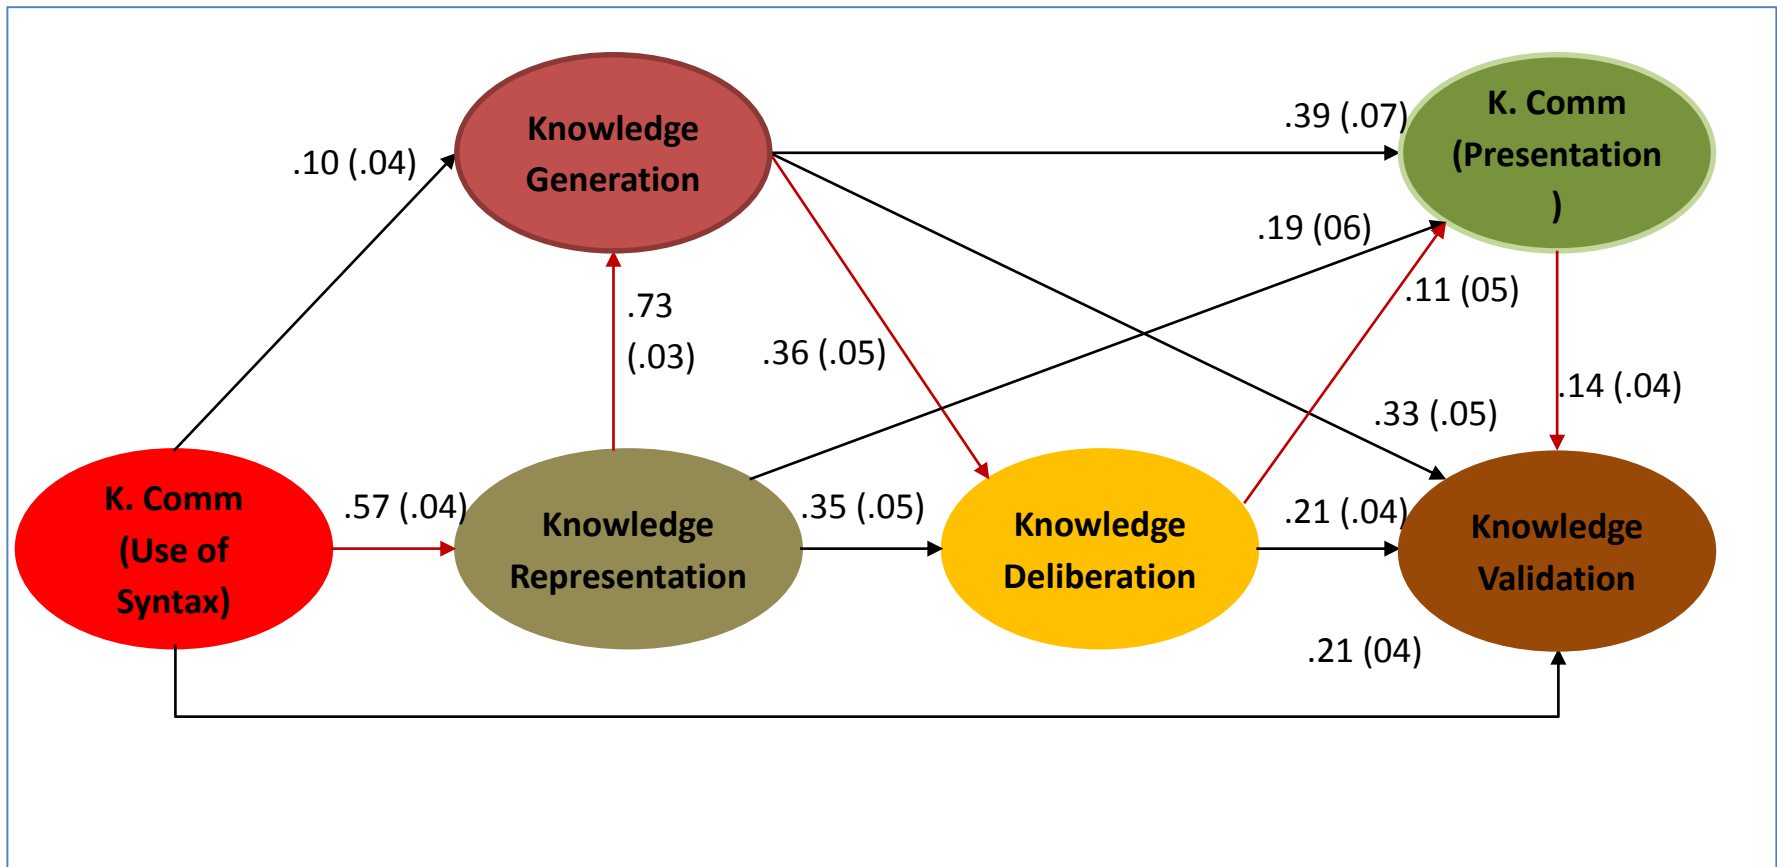 Knowledge
Generation
K. Comm
(Presentation
)
.39 (.07)
.10 (.04)
.19 (06)
.11 (05)
.73
(.03)
.36 (.05)
.14 (.04)
.33 (.05)
K. Comm
(Use of
Syntax)
.57 (.04)
Knowledge
Representation
.35 (.05)
Knowledge
Deliberation
.21 (.04)
Knowledge
Validation
.21 (04)